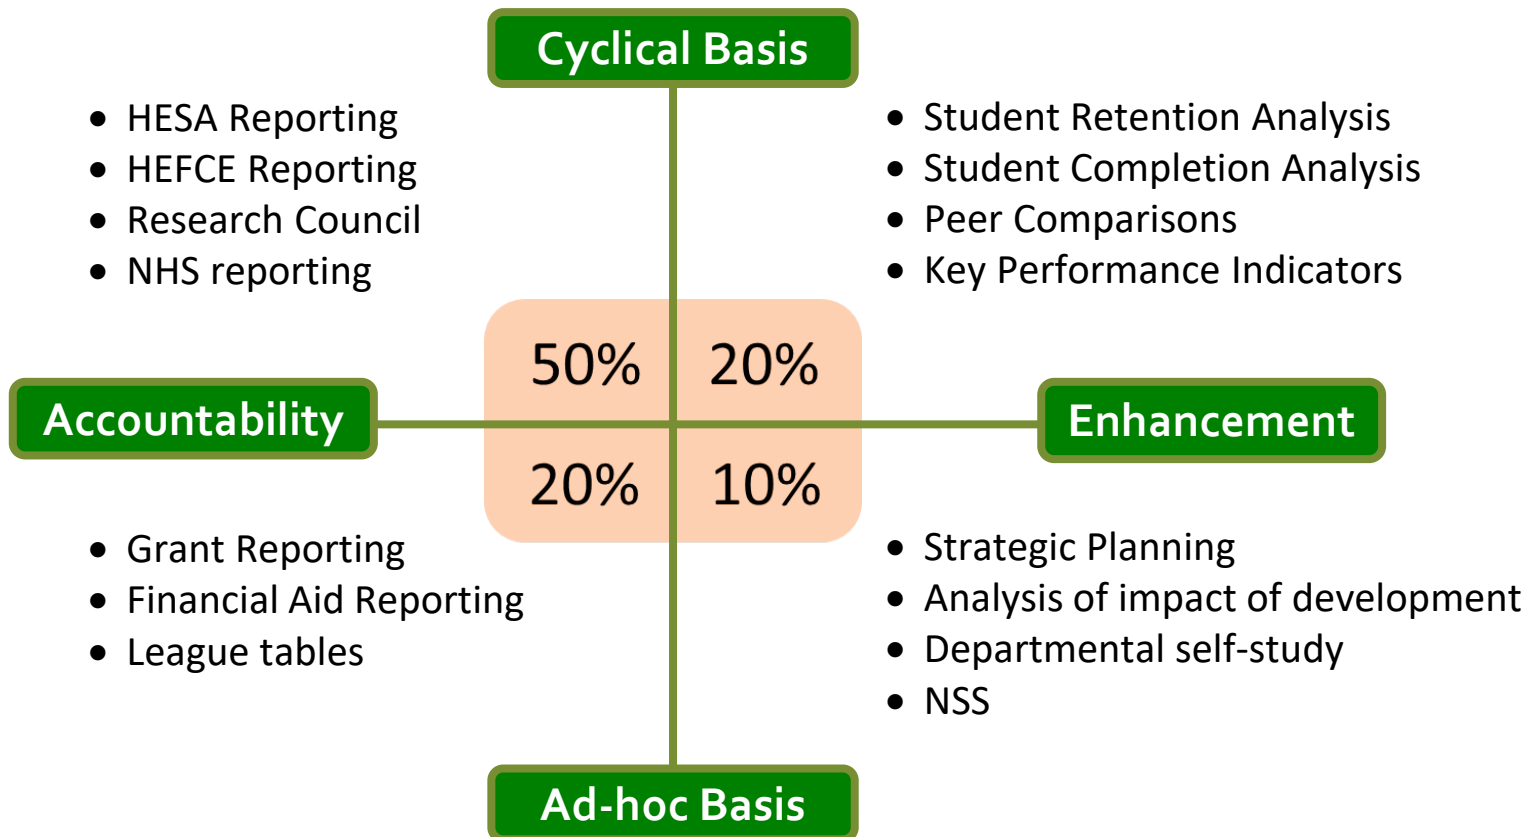 Cyclical Basis
• HESA Reporting
• HEFCE Reporting
• Research Council
• NHS reporting
• Student Retention Analysis
• Student Completion Analysis
• Peer Comparisons
• Key Performance Indicators
50%
20%
Accountability
Enhancement
20%
10%
• Grant Reporting
• Financial Aid Reporting
• League tables
• Strategic Planning
• Analysis of impact of development
• Departmental self-study
• NSS
Ad-hoc Basis